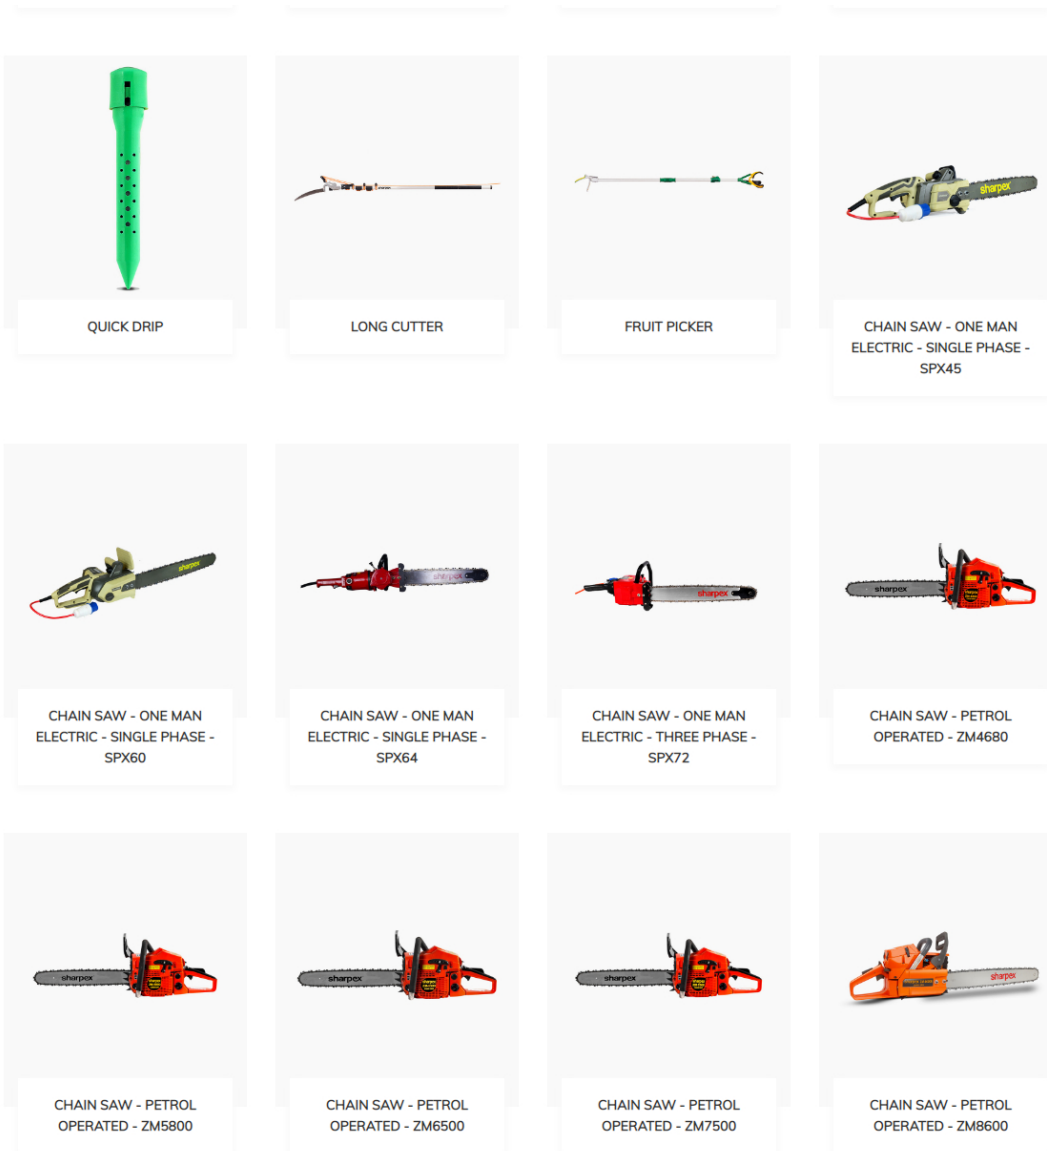 sharpex
QUICK DRIP
LONG CUTTER
FRUIT PICKER
CHAIN SAW - ONE MAN
ELECTRIC - SINGLE PHASE -
SPX45
sharpex
sharpex
sharpex
sharpex
CHAIN SAW - ONE MAN
ELECTRIC - SINGLE PHASE -
SPX60
CHAIN SAW - ONE MAN
ELECTRIC - SINGLE PHASE -
SPX64
CHAIN SAW - ONE MAN
ELECTRIC - THREE PHASE -
SPX72
CHAIN SAW - PETROL
OPERATED - ZM4680
sharpex
sharpex
sharpex
sharpex
CHAIN SAW - PETROL
OPERATED - ZM5800
CHAIN SAW - PETROL
OPERATED - ZM6500
CHAIN SAW - PETROL
OPERATED - ZM7500
CHAIN SAW - PETROL
OPERATED - ZM8600